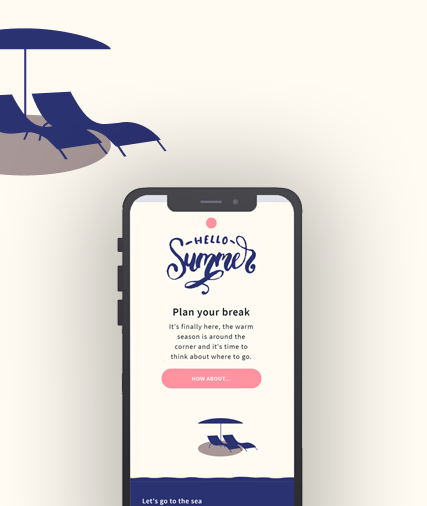 HELLO
Summer
Plan your break
It's finally here, the warm
season is around the
corner and it's time to
think about where to go.
HOW ABOUT...
Let's go to the sea